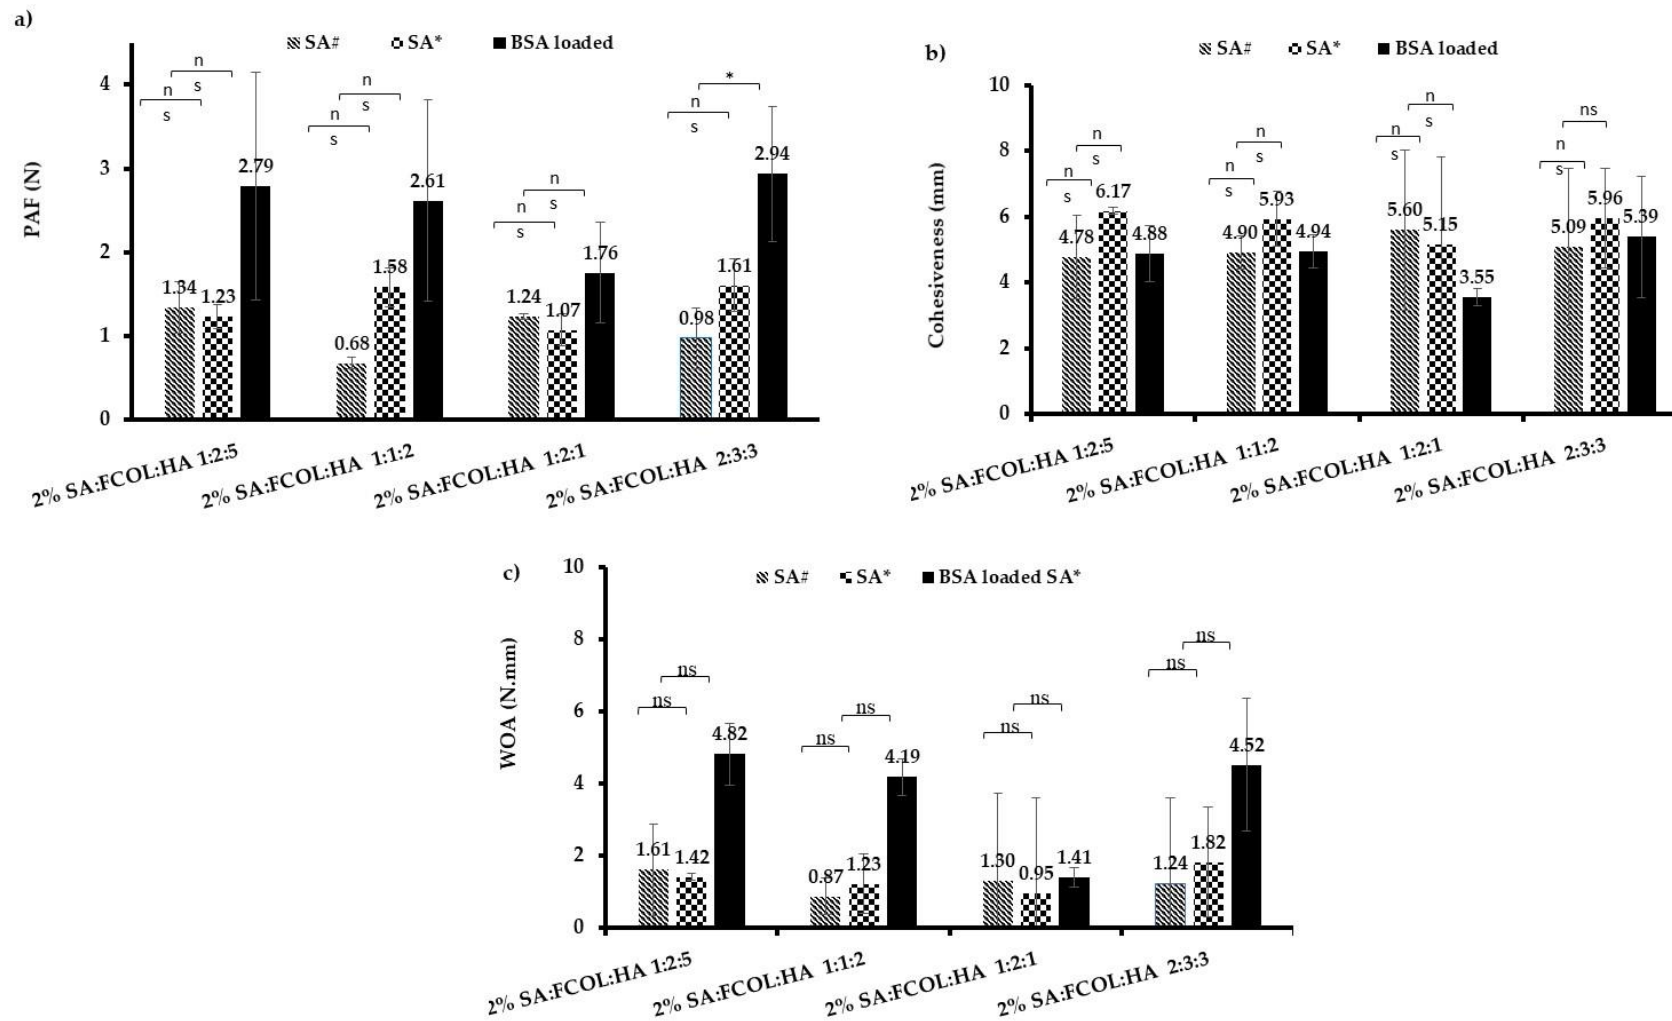 a)
SA# SA* BSA loaded
PAF (N)
4
3
2
1
0
n
s
n
s
n
s
n
s
n
s
n
s
*
n
s
1.34 1.23 2.79
0.68 1.58 2.61
1.24 1.07 1.76
0.98 1.61 2.94
2% SA:FCOL:HA 1:2:5
2% SA:FCOL:HA 1:1:2
2% SA:FCOL:HA 1:2:1
2% SA:FCOL:HA 2:3:3
b)
SA# SA* BSA loaded
Cohesiveness (mm)
10
8
6
4
2
0
n
s
n
s
n
s
n
s
n
s
n
s
ns
n
s
4.78 6.17 4.88
4.90 5.93 4.94
5.60 5.15 3.55
5.09 5.96 5.39
2% SA:FCOL:HA 1:2:5
2% SA:FCOL:HA 1:1:2
2% SA:FCOL:HA 1:2:1
2% SA:FCOL:HA 2:3:3
c)
SA# SA* BSA loaded SA*
WOA (N.mm)
10
8
6
4
2
0
ns
ns
ns
ns
ns
ns
ns
ns
1.61 1.42 4.82
0.87 1.23 4.19
1.30 0.95 1.41
1.24 1.82 4.52
2% SA:FCOL:HA 1:2:5
2% SA:FCOL:HA 1:1:2
2% SA:FCOL:HA 1:2:1
2% SA:FCOL:HA 2:3:3